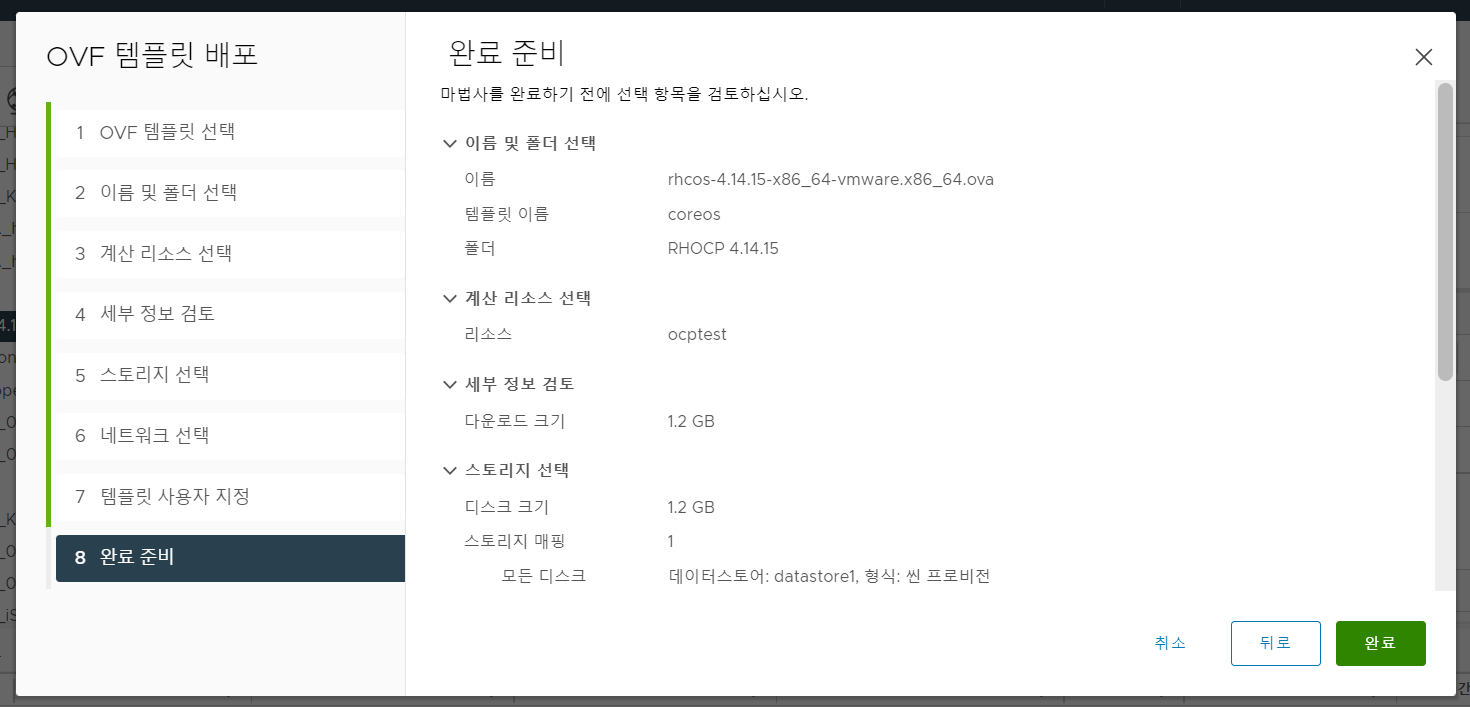 OVF 템플릿 배포
1 OVF 템플릿 선택
2 이름 및 폴더 선택
3 계산 리소스 선택
4 세부 정보 검토
5 스토리지 선택
6 네트워크 선택
7 템플릿 사용자 지정
8 완료 준비
완료 준비
마법사를 완료하기 전에 선택 항목을 검토하십시오.
이름 및 폴더 선택
이름 rhcos-4.14.15-x86_64-vmware.x86_64.ova
템플릿 이름 coreos
폴더 RHOCP 4.14.15
계산 리소스 선택
리소스 ocptest
세부 정보 검토
다운로드 크기 1.2 GB
스토리지 선택
디스크 크기 1.2 GB
스토리지 매핑 1
모든 디스크 데이터스토어: datastore1, 형식: 씬 프로비전
취소 뒤로 완료